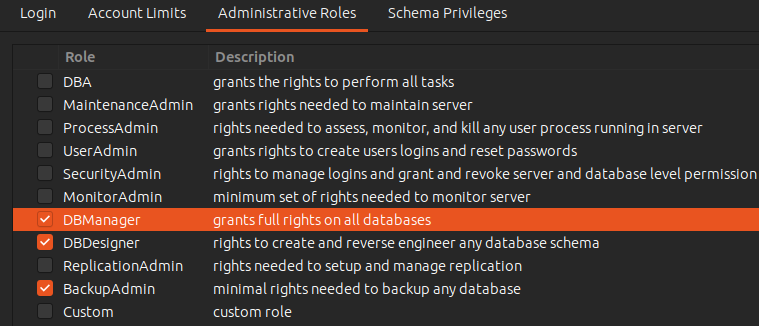 Login Account Limits Administrative Roles Schema Privileges
Role Description
DBA grants the rights to perform all tasks
MaintenanceAdmin grants rights needed to maintain server
ProcessAdmin rights needed to assess, monitor, and kill any user process running in server
UserAdmin grants rights to create users logins and reset passwords
SecurityAdmin rights to manage logins and grant and revoke server and database level permission
MonitorAdmin minimum set of rights needed to monitor server
DBManager grants full rights on all databases
DBDesigner rights to create and reverse engineer any database schema
ReplicationAdmin rights needed to setup and manage replication
BackupAdmin minimal rights needed to backup any database
Custom custom role